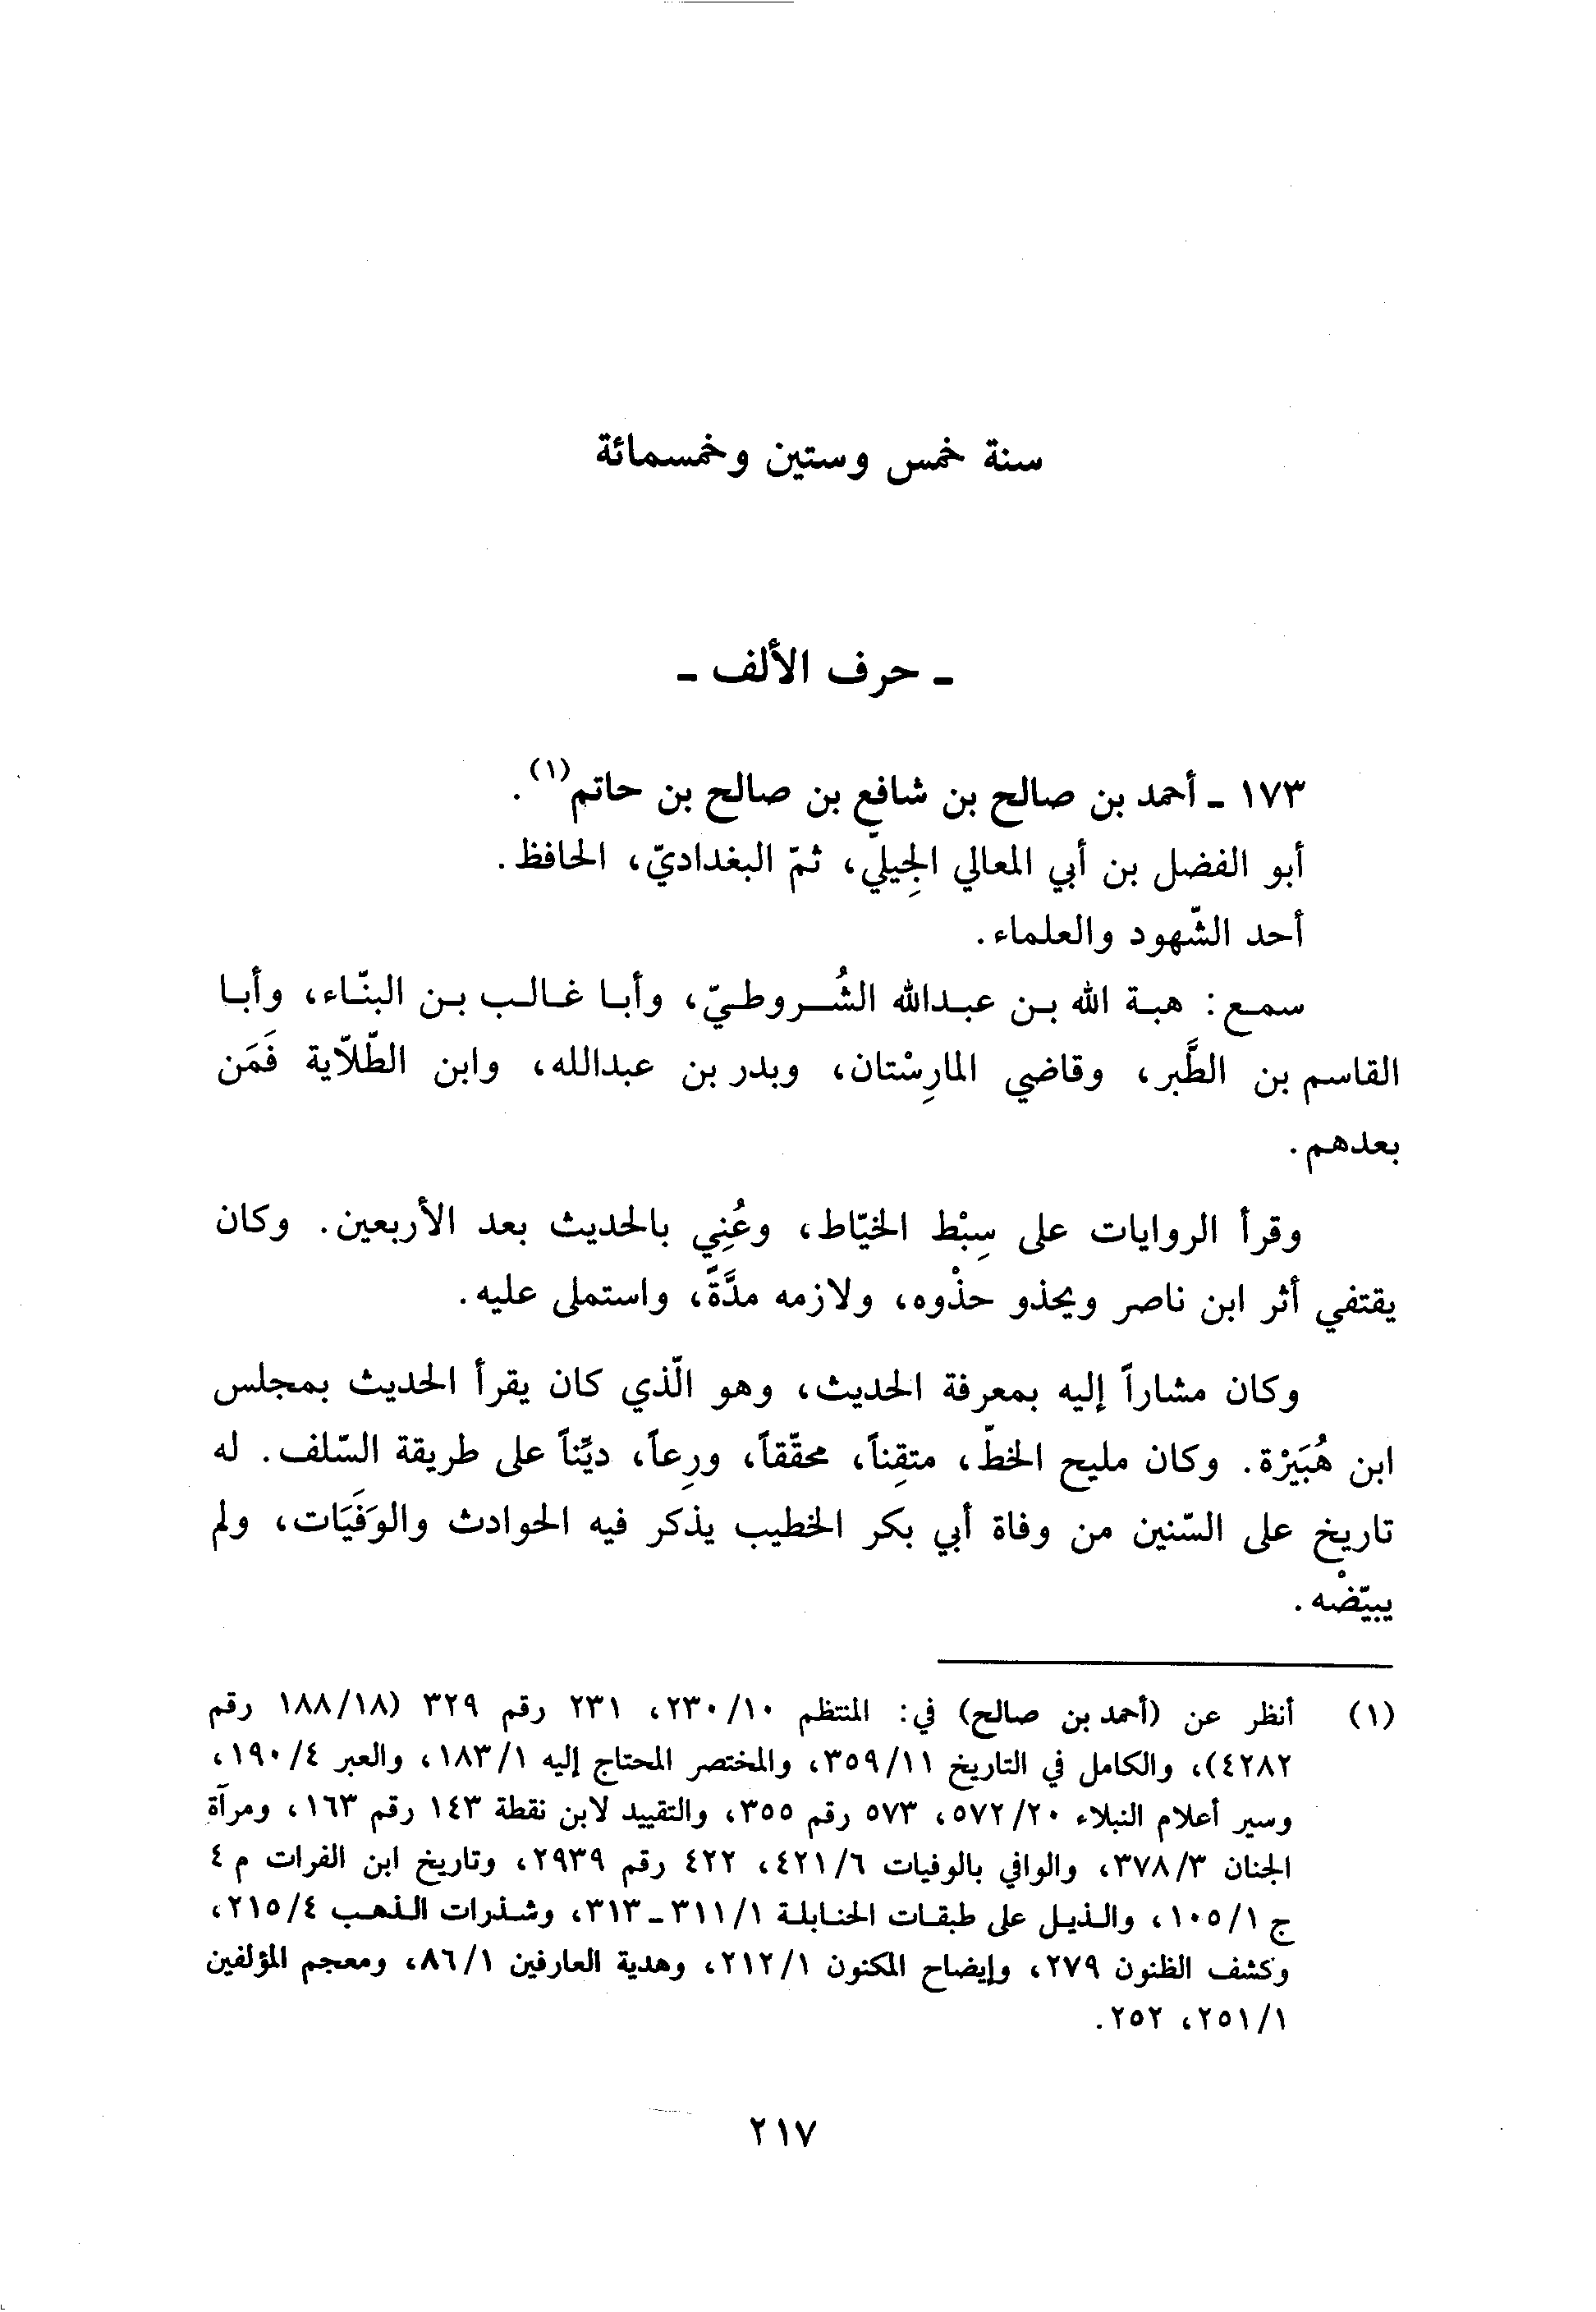 سنة خمس وستين وخمسمائة
ـ حرف الألف ـ
١٧٣ ـ أحمد بن صالح بن شافع بن صالح بن حاتم(١).
أبو الفضل بن أبي المعالي الجِيليّ، ثمّ البغداديّ، الحافظ.
أحد الشّهود والعلماء.
سمع: هبة الله بن عبدالله الشُروطيّ، وأبا غالب بن البنّاء، وأبا
القاسم بن الطَّبر، وقاضي المارِسْتان، وبدر بن عبدالله، وابن الطّلّاية فَمَن
بعدهم.
وقرأ الروايات على سِبْط الخيّاط، وعُنِي بالحديث بعد الأربعين. وكان
يقتفي أثر ابن ناصر ويحذو حذْوه، ولازمه مدَّةً، واستملى عليه.
وكان مشاراً إليه بمعرفة الحديث، وهو الّذي كان يقرأ الحديث بمجلس
ابن هُبَيَرْة. وكان مليح الخطّ، متقِناً، محقّقاً، ورِعاً، ديِّناً على طريقة السّلف. له
تاريخ على السّنين من وفاة أبي بكر الخطيب يذكر فيه الحوادث والوَفَيَات، ولم
يبيّضْه.
(١) أنظر عن (أحمد بن صالح) في: المنتظم ٢٣٠/١٠، ٢٣١ رقم ٣٢٩ (١٨٨/١٨ رقم
٤٢٨٢)، والكامل في التاريخ ٣٥٩/١١، والمختصر المحتاج إليه ١٨٣/١، والعبر ١٩٠/٤،
وسير أعلام النبلاء ٥٧٢/٢٠، ٥٧٣ رقم ٣٥٥، والتقييد لابن نقطة ١٤٣ رقم ١٦٣، ومرآة
الجنان ٣٧٨/٣، والوافي بالوفيات ٤٢١/٦، ٤٢٢ رقم ٢٩٣٩، وتاريخ ابن الفرات م ٤
ج ١٠٥/١، والذيل على طبقات الحنابلة ٣١١/١ ـ ٣١٣، وشذرات الذهب ٢١٥/٤،
وكشف الظنون ٢٧٩، وإيضاح المكنون ٢١٢/١، وهدية العارفين ٨٦/١، ومعجم المؤلفين
٢٥١/١، ٢٥٢.
٢١٧